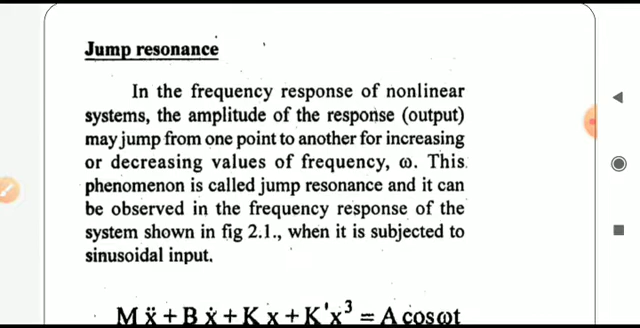 Jump resonance
In the frequency response of nonlinear
systems, the amplitude of the response (output)
may jump from one point to another for increasing
or decreasing values of frequency, ω. This
phenomenon is called jump resonance and it can
be observed in the frequency response of the
system shown in fig 2.1., when it is subjected to
sinusoidal input.
Mẍ + Bẋ + Kx + K'x³ = A cosωt